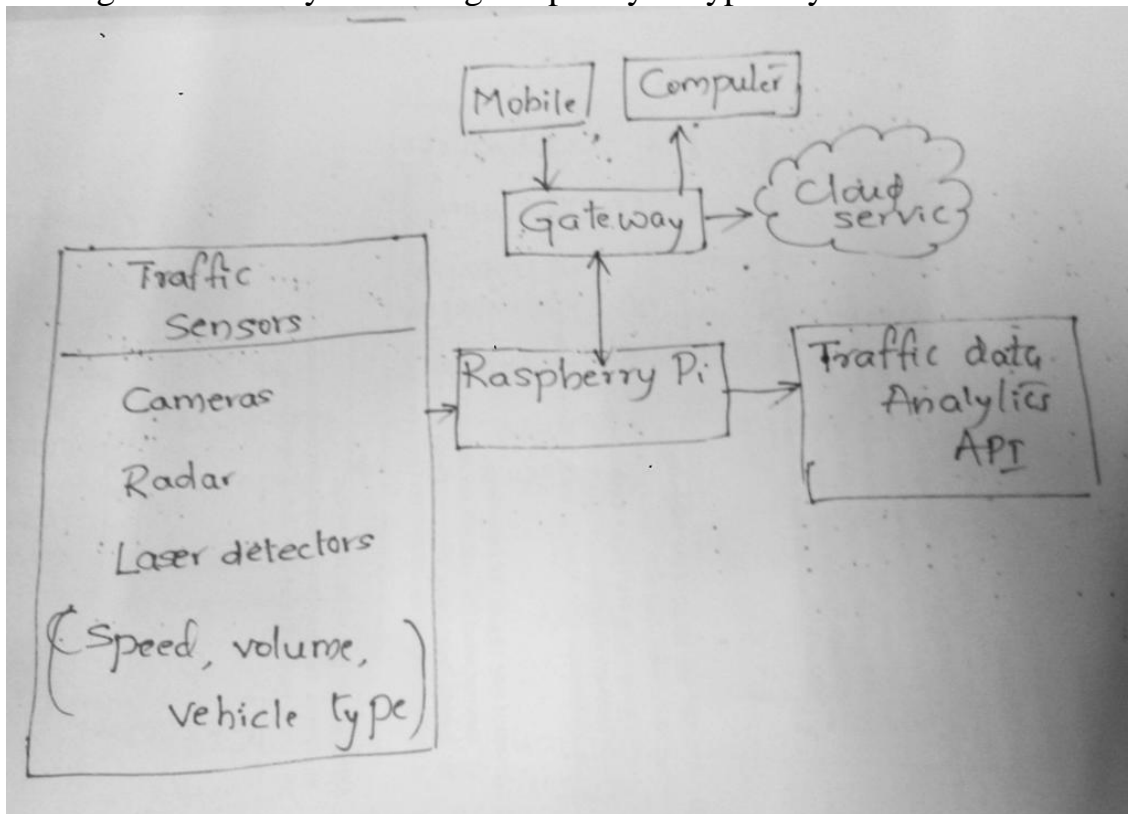 Mobile
Computer
Gateway
Cloud
servic
Traffic
Sensors
Cameras
Radar
Laser detectors
(Speed, volume,
vehicle type)
Raspberry Pi
Traffic data
Analytics
API